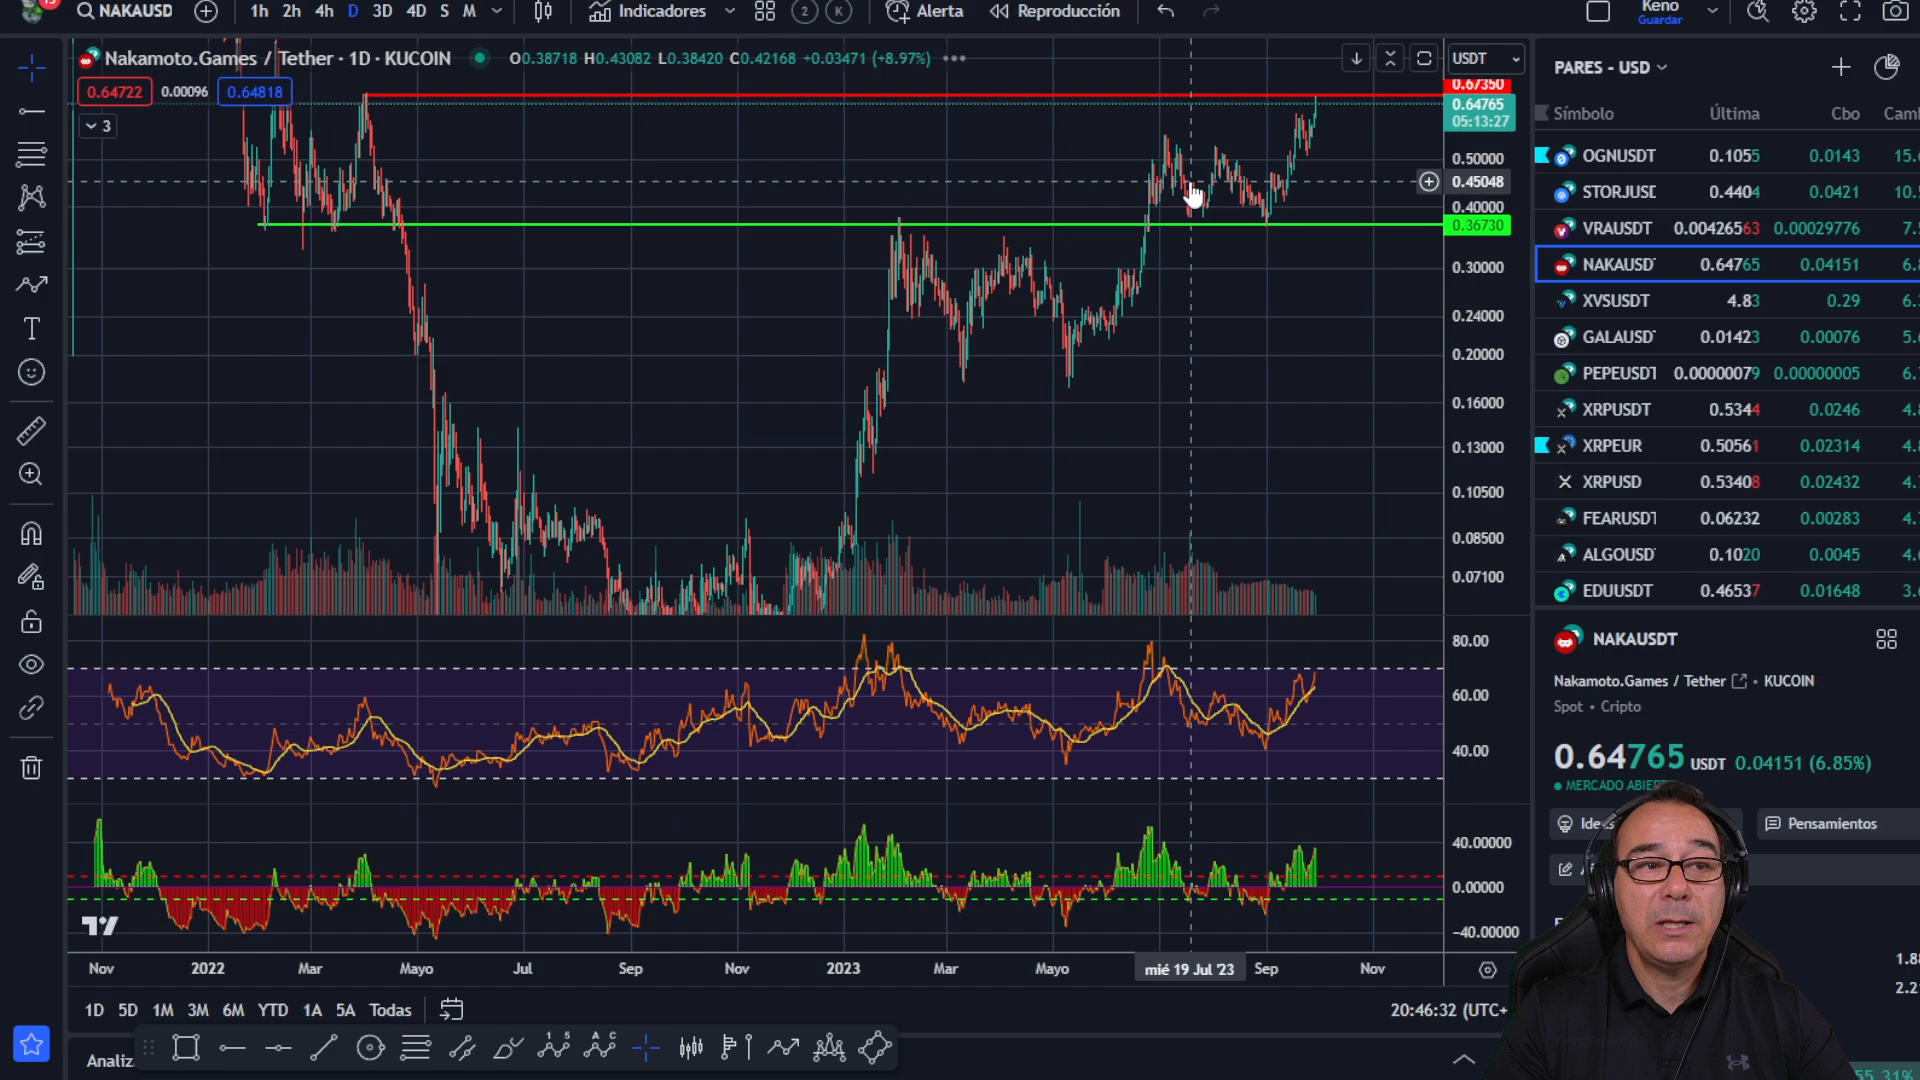 NAKAUSD
1h 2h 4h D 3D 4D S M
Indicadores
2 K
Alerta
Reproducción
Keno
Guardar
Nakamoto.Games / Tether · 1D · KUCOIN
O0.38718 H0.43082 L0.38420 C0.42168 +0.03471 (+8.97%)
0.64722 0.00096 0.64818
3
USDT
0.67350
0.64765
05:13:27
0.50000
0.45048
0.40000
0.36730
0.30000
0.24000
0.20000
0.16000
0.13000
0.10500
0.08500
0.07100
80.00
60.00
40.00
40.00000
0.00000
−40.00000
Nov 2022 Mar Mayo Jul Sep Nov 2023 Mar Mayo mié 19 Jul '23 Sep Nov
1D 5D 1M 3M 6M YTD 1A 5A Todas
20:46:32 (UTC+
Analiz
PARES - USD
Símbolo Última Cbo Cam
OGNUSDT 0.1055 0.0143
STORJUSD 0.4404 0.0421
VRAUSDT 0.00426563 0.00029776
NAKAUSD 0.64765 0.04151
XVSUSDT 4.83 0.29
GALAUSD 0.01423 0.00076
PEPEUSDT 0.00000079 0.00000005
XRPUSDT 0.5344 0.0246
XRPEUR 0.50561 0.02314
XRPUSD 0.53408 0.02432
FEARUSDT 0.06232 0.00283
ALGOUSD 0.1020 0.0045
EDUUSDT 0.46537 0.01648
NAKAUSDT
Nakamoto.Games / Tether · KUCOIN
Spot · Cripto
0.64765 USDT 0.04151 (6.85%)
MERCADO ABIERT
Pensamientos
55.31%